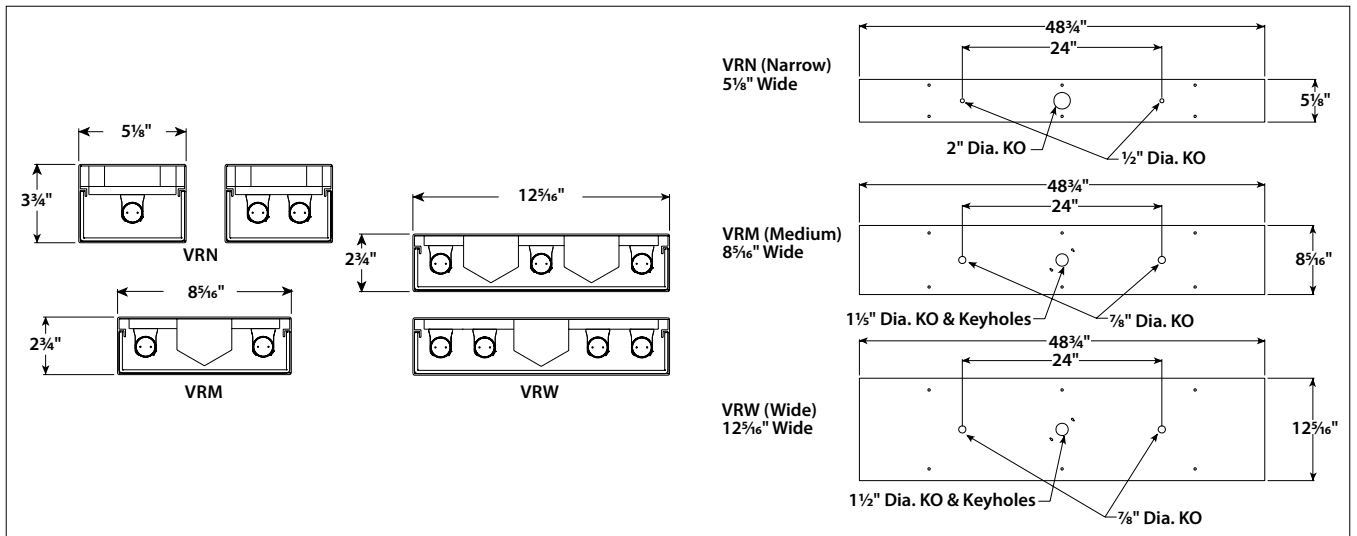 5⅛"
3¾"
VRN
12⁵⁄₁₆"
2¾"
8⁵⁄₁₆"
2¾"
VRM
VRW
VRN (Narrow)
5⅛" Wide
48¾"
24"
5⅛"
2" Dia. KO
½" Dia. KO
VRM (Medium)
8⁵⁄₁₆" Wide
48¾"
24"
8⁵⁄₁₆"
1⅕" Dia. KO & Keyholes
⅞" Dia. KO
VRW (Wide)
12⁵⁄₁₆" Wide
48¾"
24"
12⁵⁄₁₆"
1½" Dia. KO & Keyholes
⅞" Dia. KO